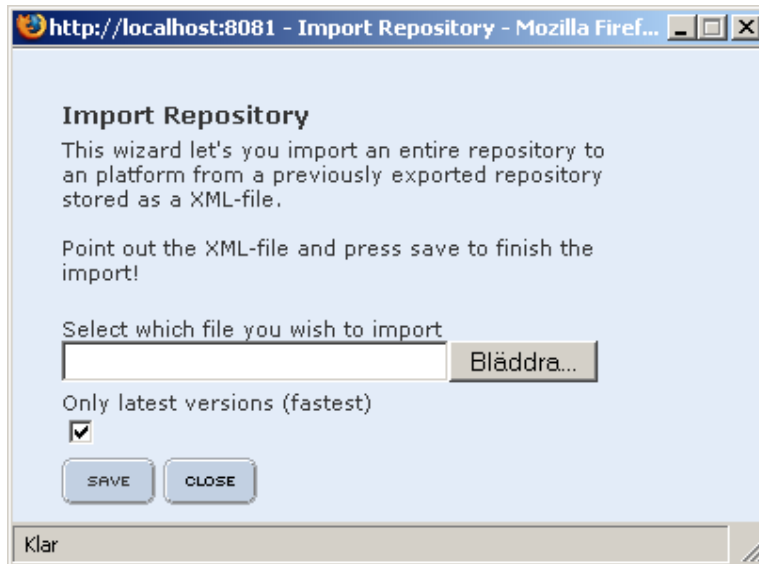 http://localhost:8081 - Import Repository - Mozilla Firef...
Import Repository
This wizard let's you import an entire repository to
an platform from a previously exported repository
stored as a XML-file.
Point out the XML-file and press save to finish the
import!
Select which file you wish to import
Bläddra...
Only latest versions (fastest)
SAVE CLOSE
Klar